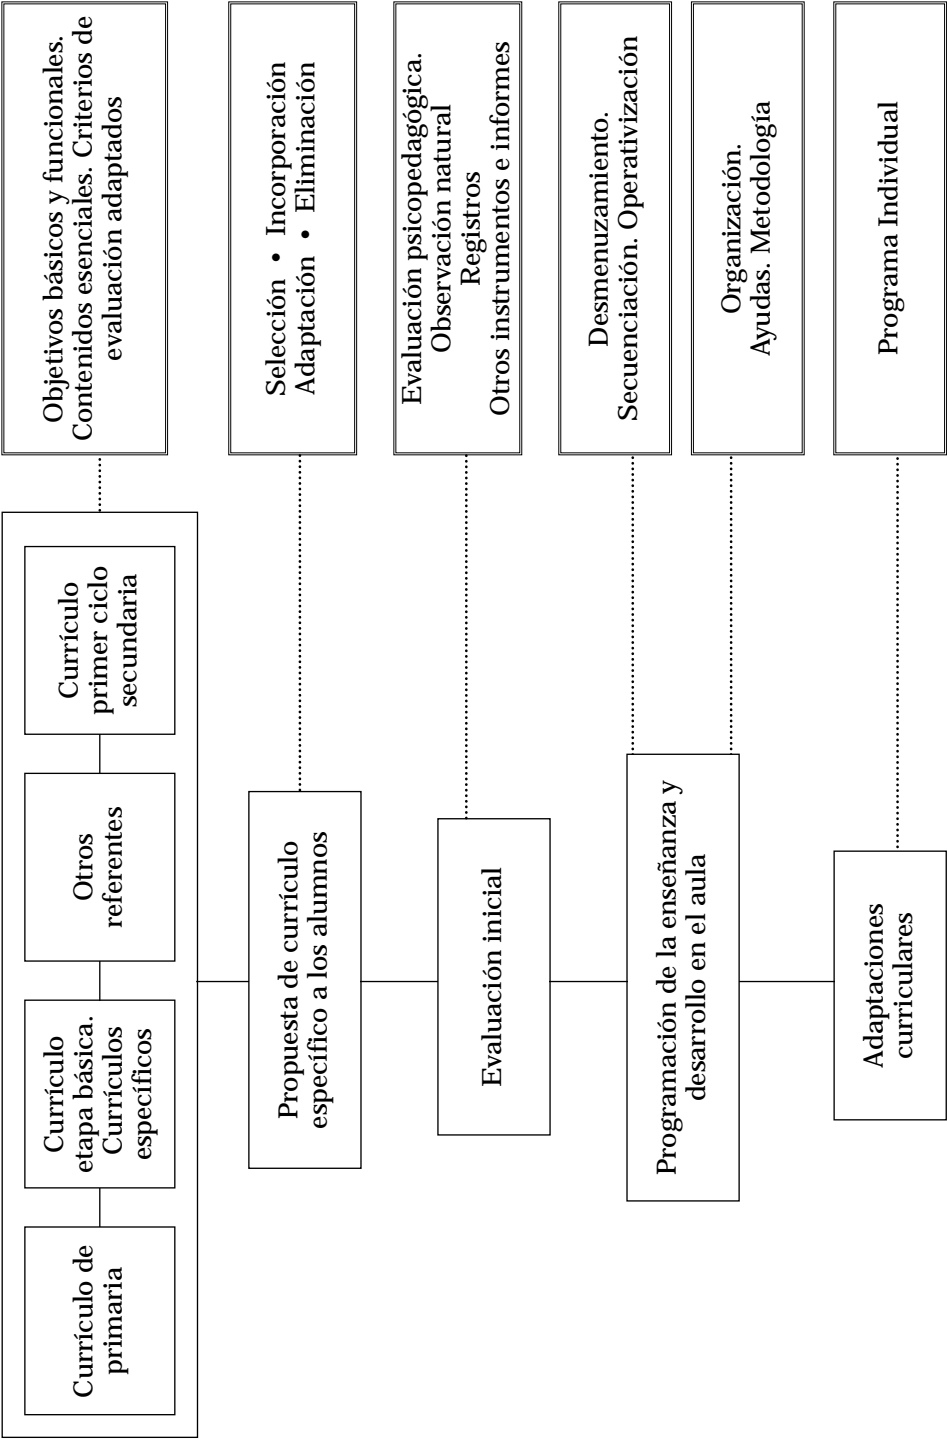 Currículo de
primaria
Currículo
etapa básica.
Currículos
específicos
Otros
referentes
Currículo
primer ciclo
secundaria
Objetivos básicos y funcionales.
Contenidos esenciales. Criterios de
evaluación adaptados
Propuesta de currículo
específico a los alumnos
Selección • Incorporación
Adaptación • Eliminación
Evaluación inicial
Evaluación psicopedagógica.
Observación natural
Registros
Otros instrumentos e informes
Programación de la enseñanza y
desarrollo en el aula
Desmenuzamiento.
Secuenciación. Operativización
Organización.
Ayudas. Metodología
Adaptaciones
curriculares
Programa Individual